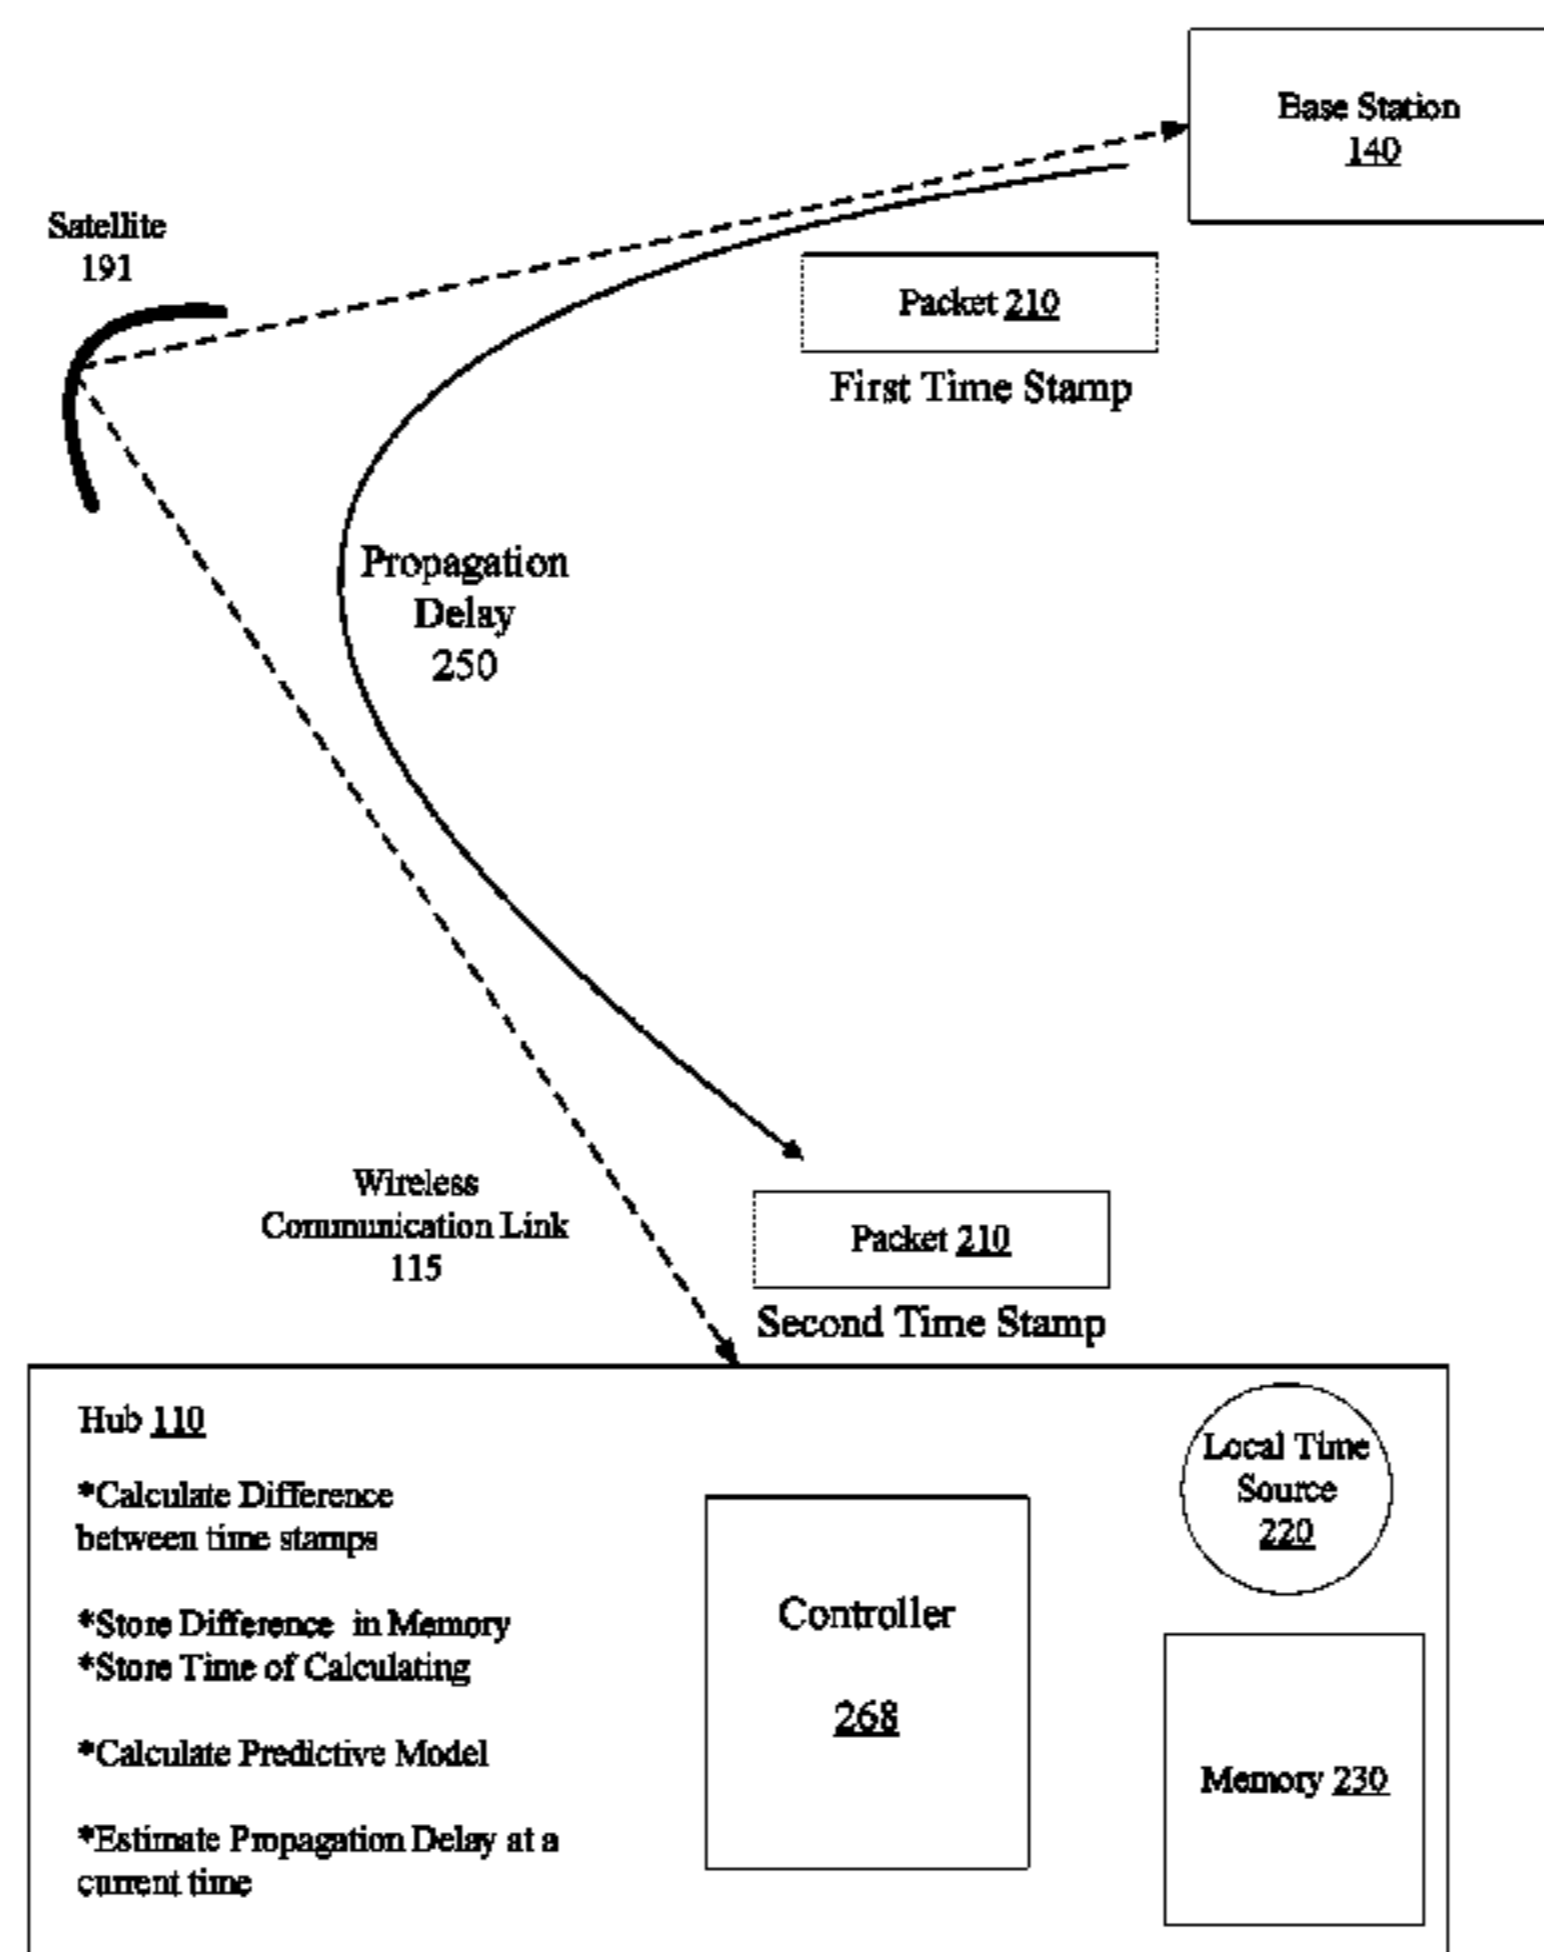 Base Station
140
Satellite
191
Packet 210
First Time Stamp
Propagation
Delay
250
Wireless
Communication Link
115
Packet 210
Second Time Stamp
Hub 110
*Calculate Difference
between time stamps
*Store Difference in Memory
*Store Time of Calculating
*Calculate Predictive Model
*Estimate Propagation Delay at a
current time
Controller
268
Local Time
Source
220
Memory 230